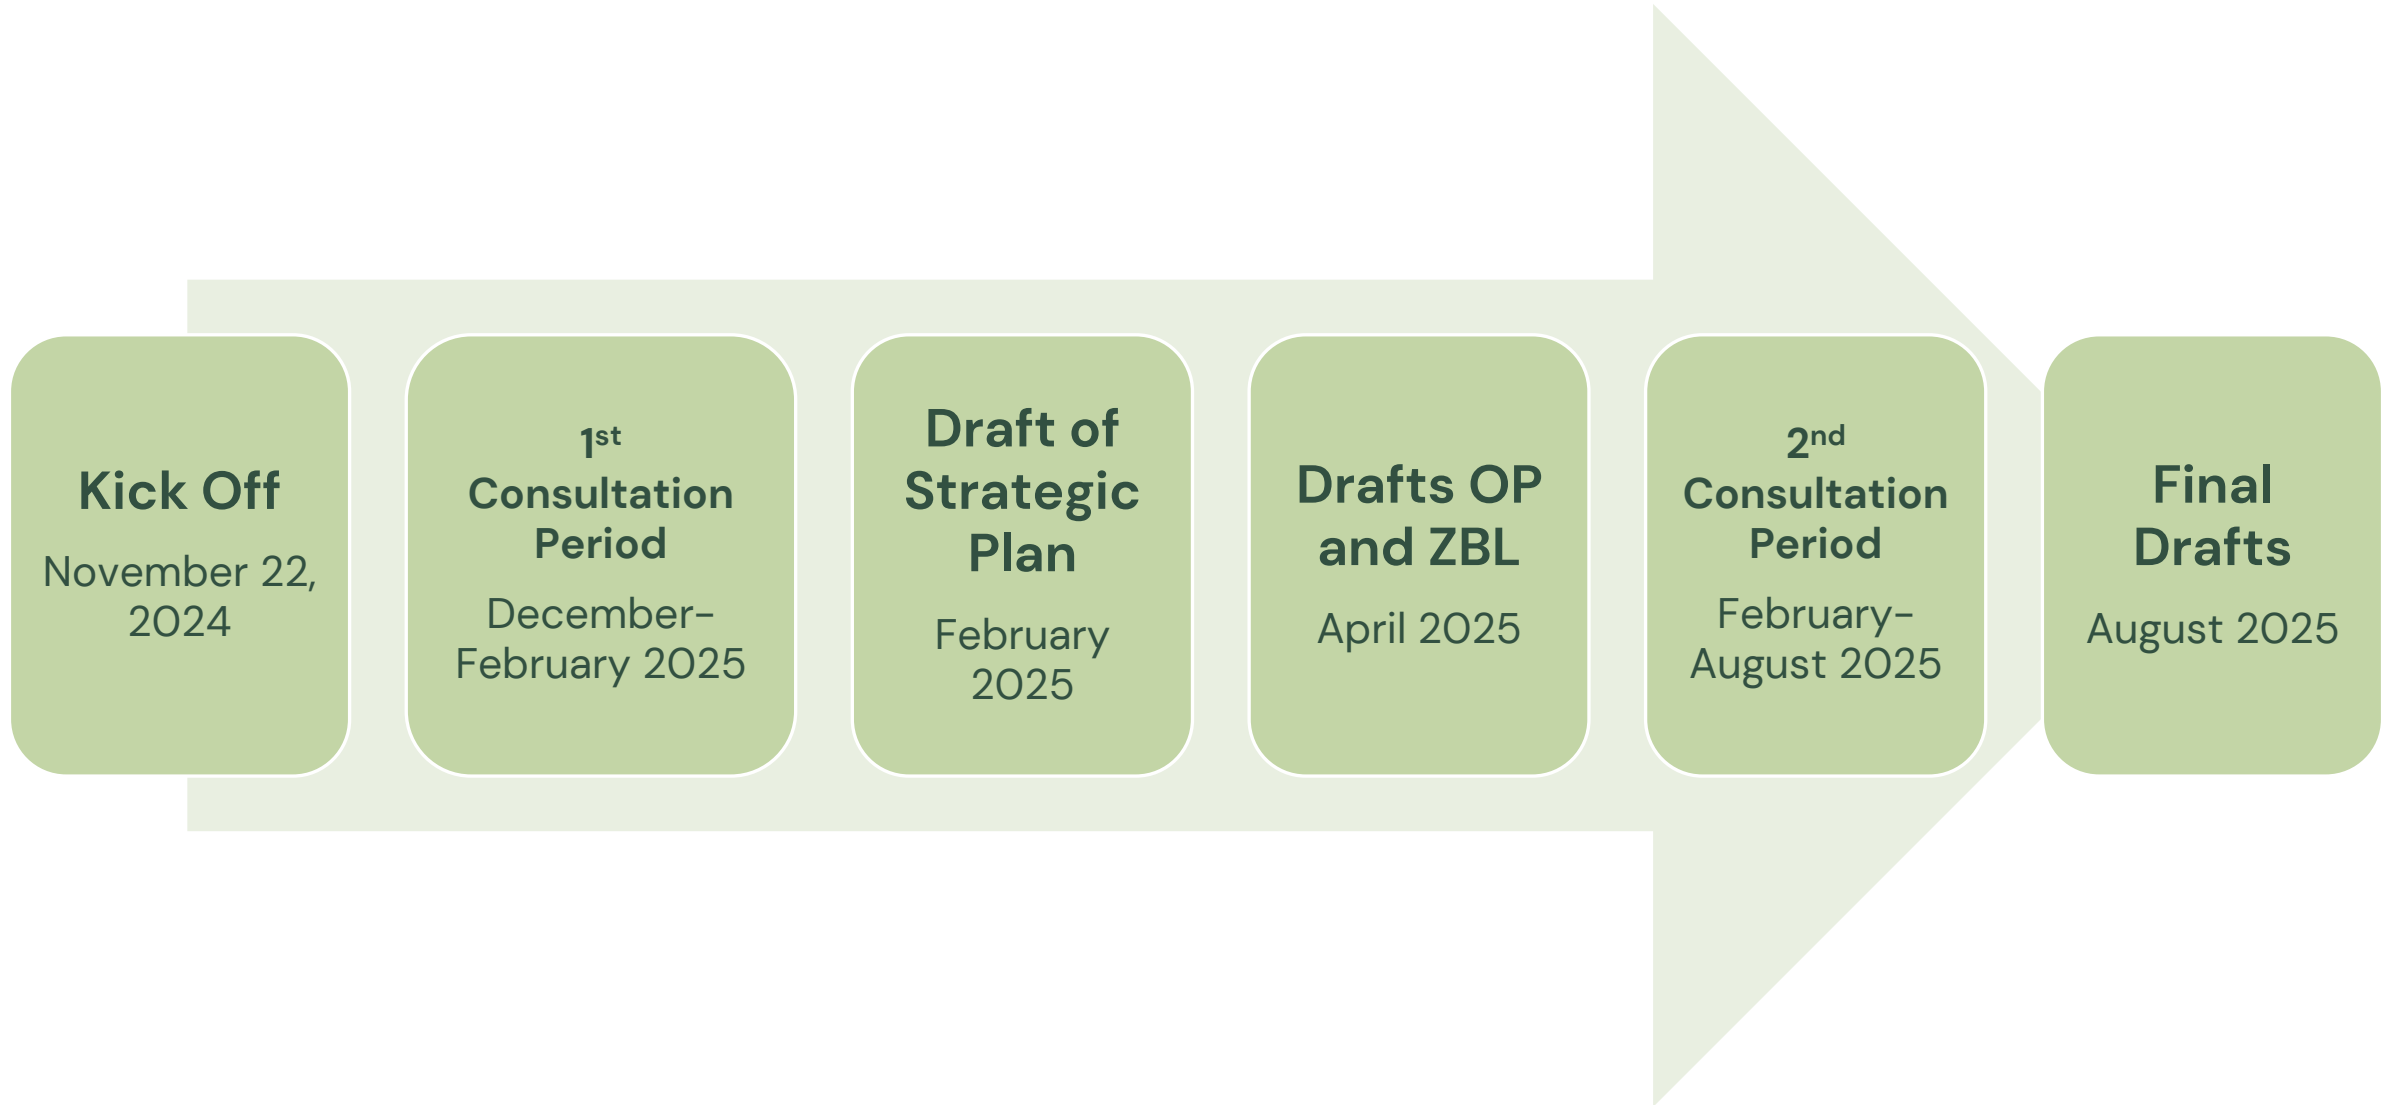 Kick Off
November 22,
2024
1st
Consultation
Period
December-
February 2025
Draft of
Strategic
Plan
February
2025
Drafts OP
and ZBL
April 2025
2nd
Consultation
Period
February-
August 2025
Final
Drafts
August 2025